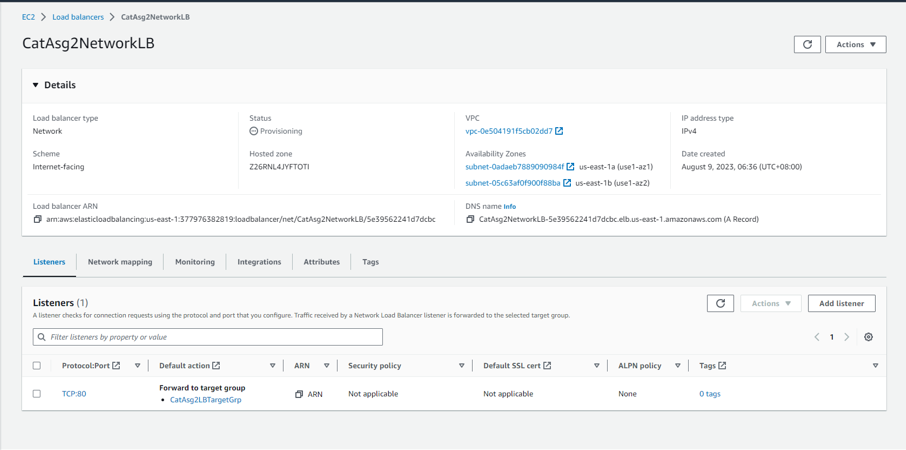 EC2 > Load balancers > CatAsg2NetworkLB
CatAsg2NetworkLB
Actions
Details
Load balancer type
Network
Status
Provisioning
VPC
vpc-0e504191f5cb02dd7
IP address type
IPv4
Scheme
Internet-facing
Hosted zone
Z26RNL4JYFTOTI
Availability Zones
subnet-0adaeb7889090984f us-east-1a (use1-az1)
subnet-05c63af0f900f88ba us-east-1b (use1-az2)
Date created
August 9, 2023, 06:36 (UTC+08:00)
Load balancer ARN
arn:aws:elasticloadbalancing:us-east-1:377976382819:loadbalancer/net/CatAsg2NetworkLB/5e39562241d7dcbc
DNS name Info
CatAsg2NetworkLB-5e39562241d7dcbc.elb.us-east-1.amazonaws.com (A Record)
Listeners Network mapping Monitoring Integrations Attributes Tags
Listeners (1)
Actions Add listener
A listener checks for connection requests using the protocol and port that you configure. Traffic received by a Network Load Balancer listener is forwarded to the selected target group.
Filter listeners by property or value
1
Protocol:Port Default action ARN Security policy Default SSL cert ALPN policy Tags
Forward to target group
TCP:80 ARN Not applicable Not applicable None 0 tags
• CatAsg2LBTargetGrp